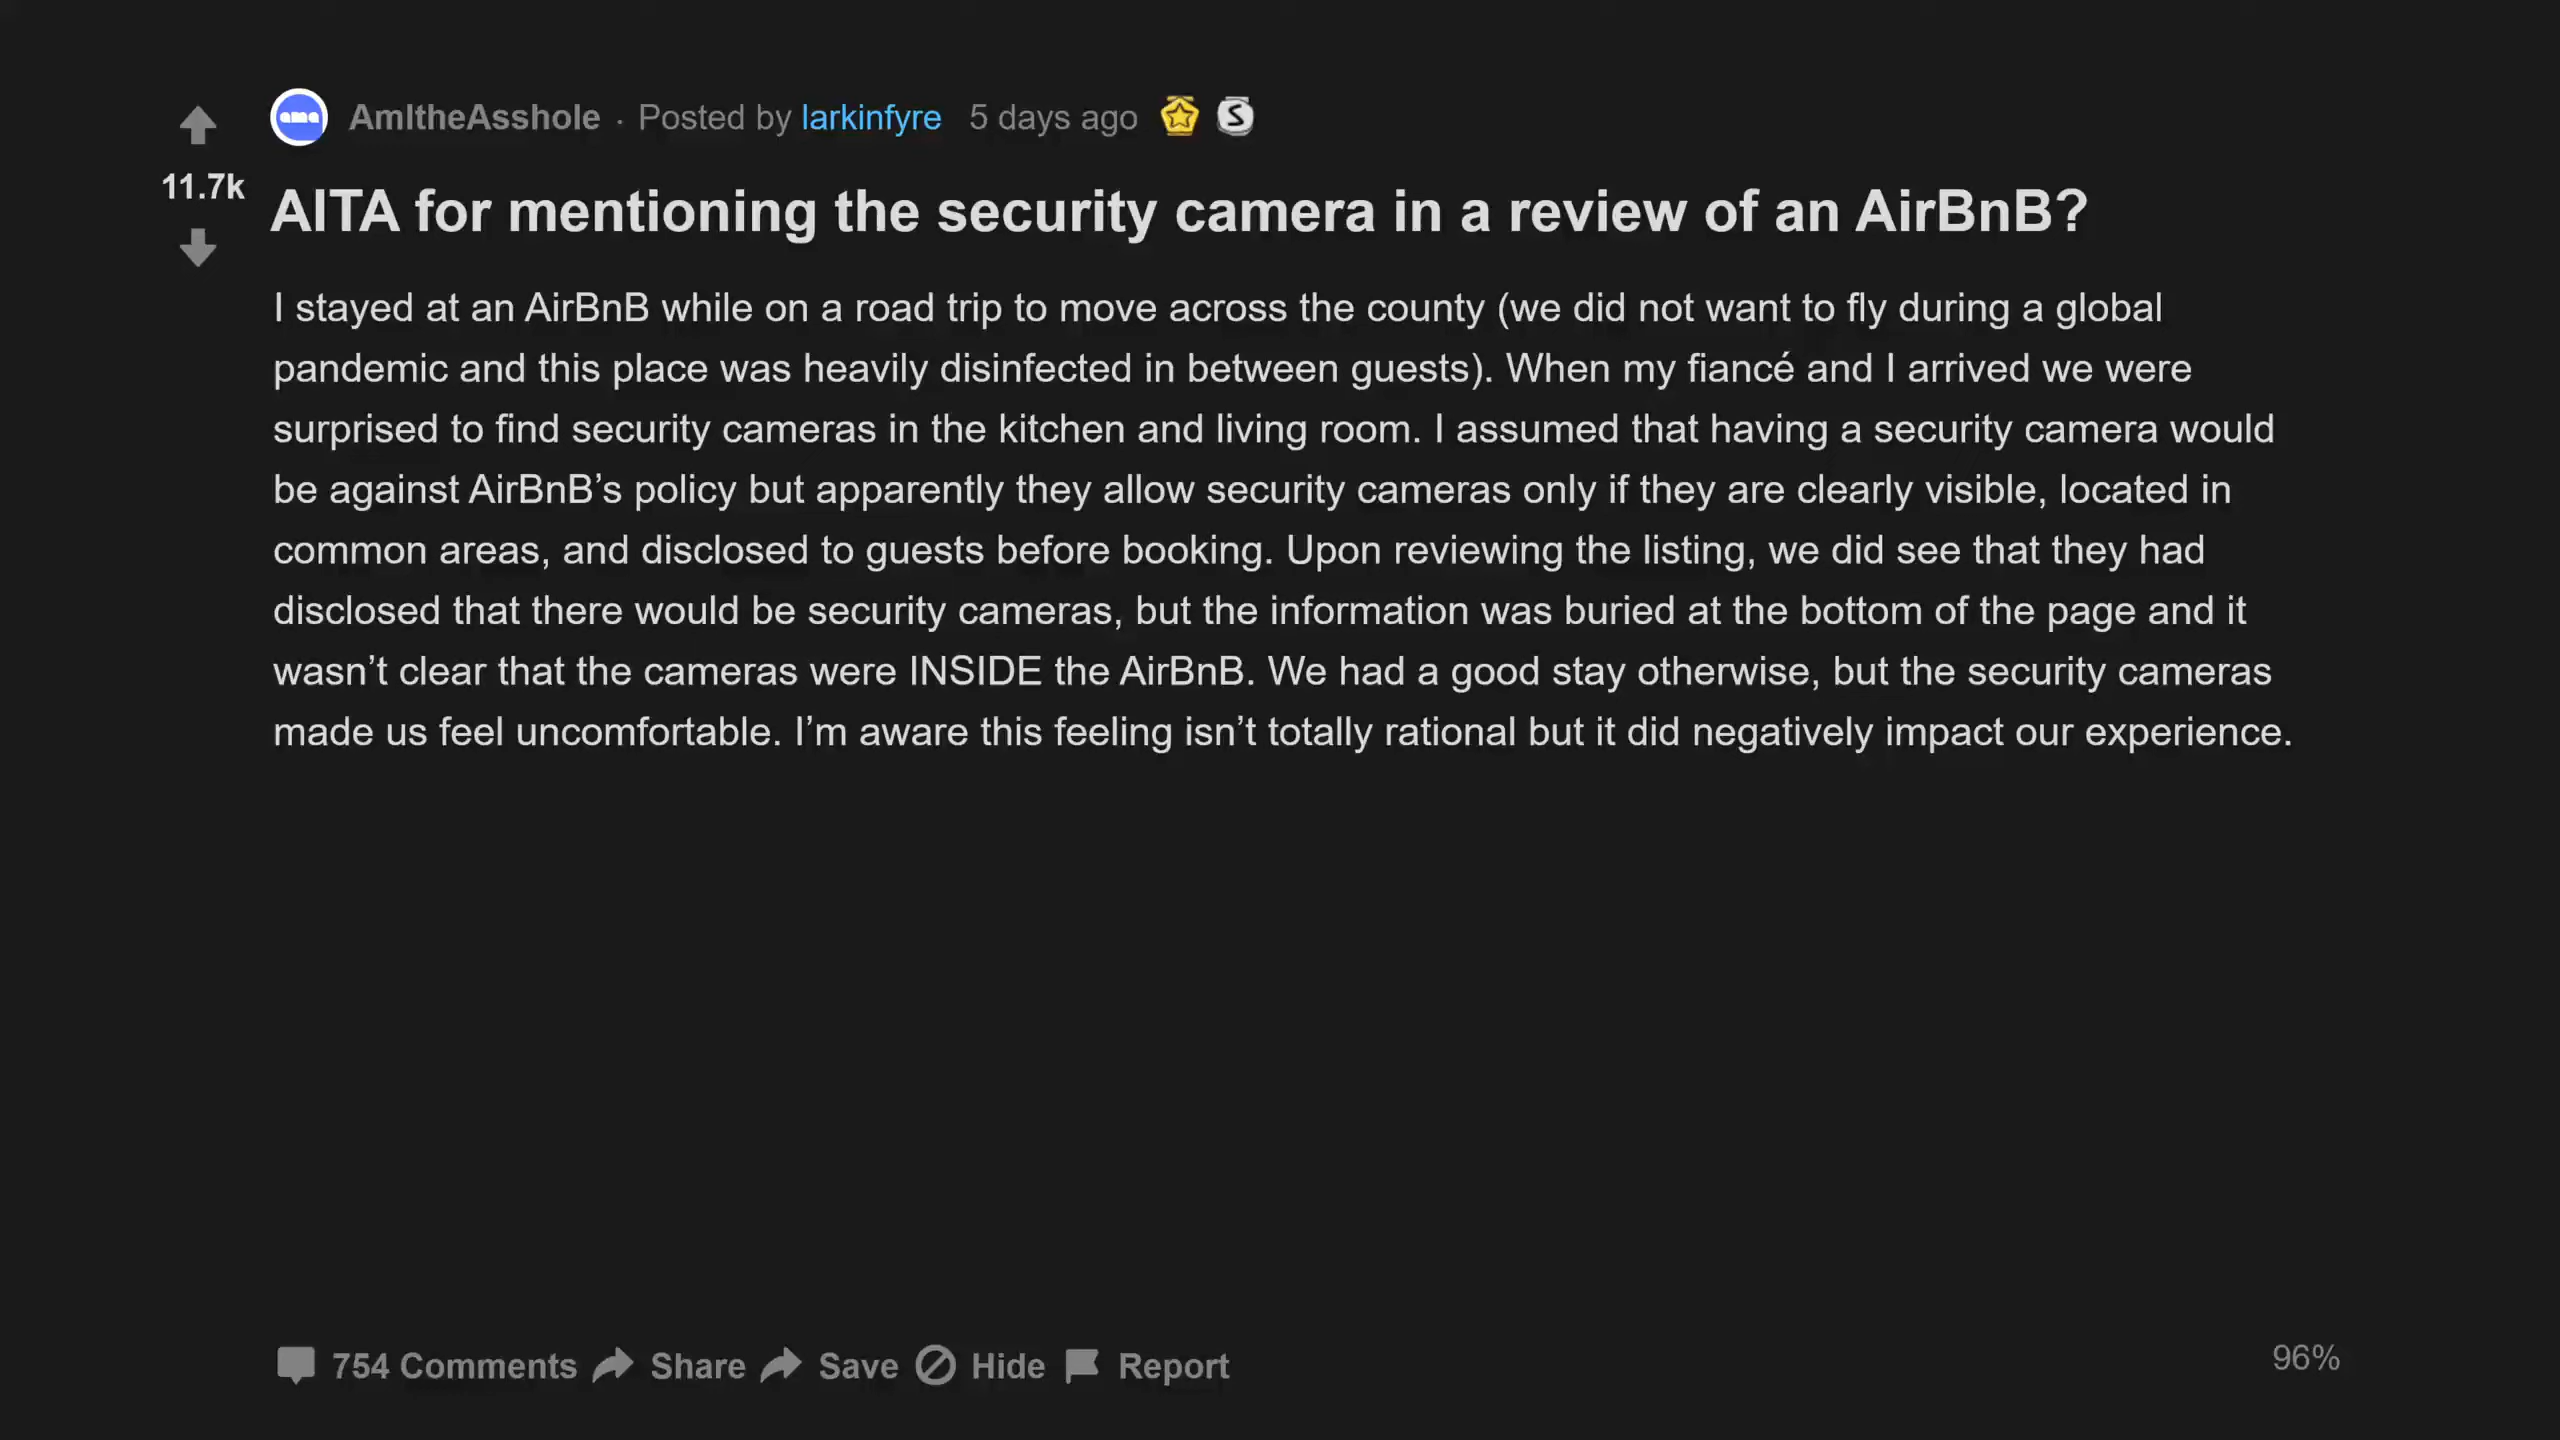 AmItheAsshole · Posted by larkinfyre 5 days ago
11.7k
AITA for mentioning the security camera in a review of an AirBnB?
I stayed at an AirBnB while on a road trip to move across the county (we did not want to fly during a global
pandemic and this place was heavily disinfected in between guests). When my fiancé and I arrived we were
surprised to find security cameras in the kitchen and living room. I assumed that having a security camera would
be against AirBnB’s policy but apparently they allow security cameras only if they are clearly visible, located in
common areas, and disclosed to guests before booking. Upon reviewing the listing, we did see that they had
disclosed that there would be security cameras, but the information was buried at the bottom of the page and it
wasn’t clear that the cameras were INSIDE the AirBnB. We had a good stay otherwise, but the security cameras
made us feel uncomfortable. I’m aware this feeling isn’t totally rational but it did negatively impact our experience.
754 Comments Share Save Hide Report
96%